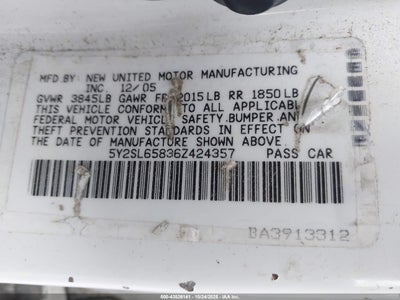 MFD. BY NEW UNITED MOTOR MANUFACTURING
INC. 12/05
GVWR 3845LB GAWR FR 2015LB RR 1850LB
THIS VEHICLE CONFORMS TO ALL APPLICABL
FEDERAL MOTOR VEHICLE SAFETY, BUMPER, AN
THEFT PREVENTION STANDARDS IN EFFECT ON
THE DATE OF MANUFACTURE SHOWN ABOVE.
5Y2SL65836Z424357 PASS CAR
BA3913312